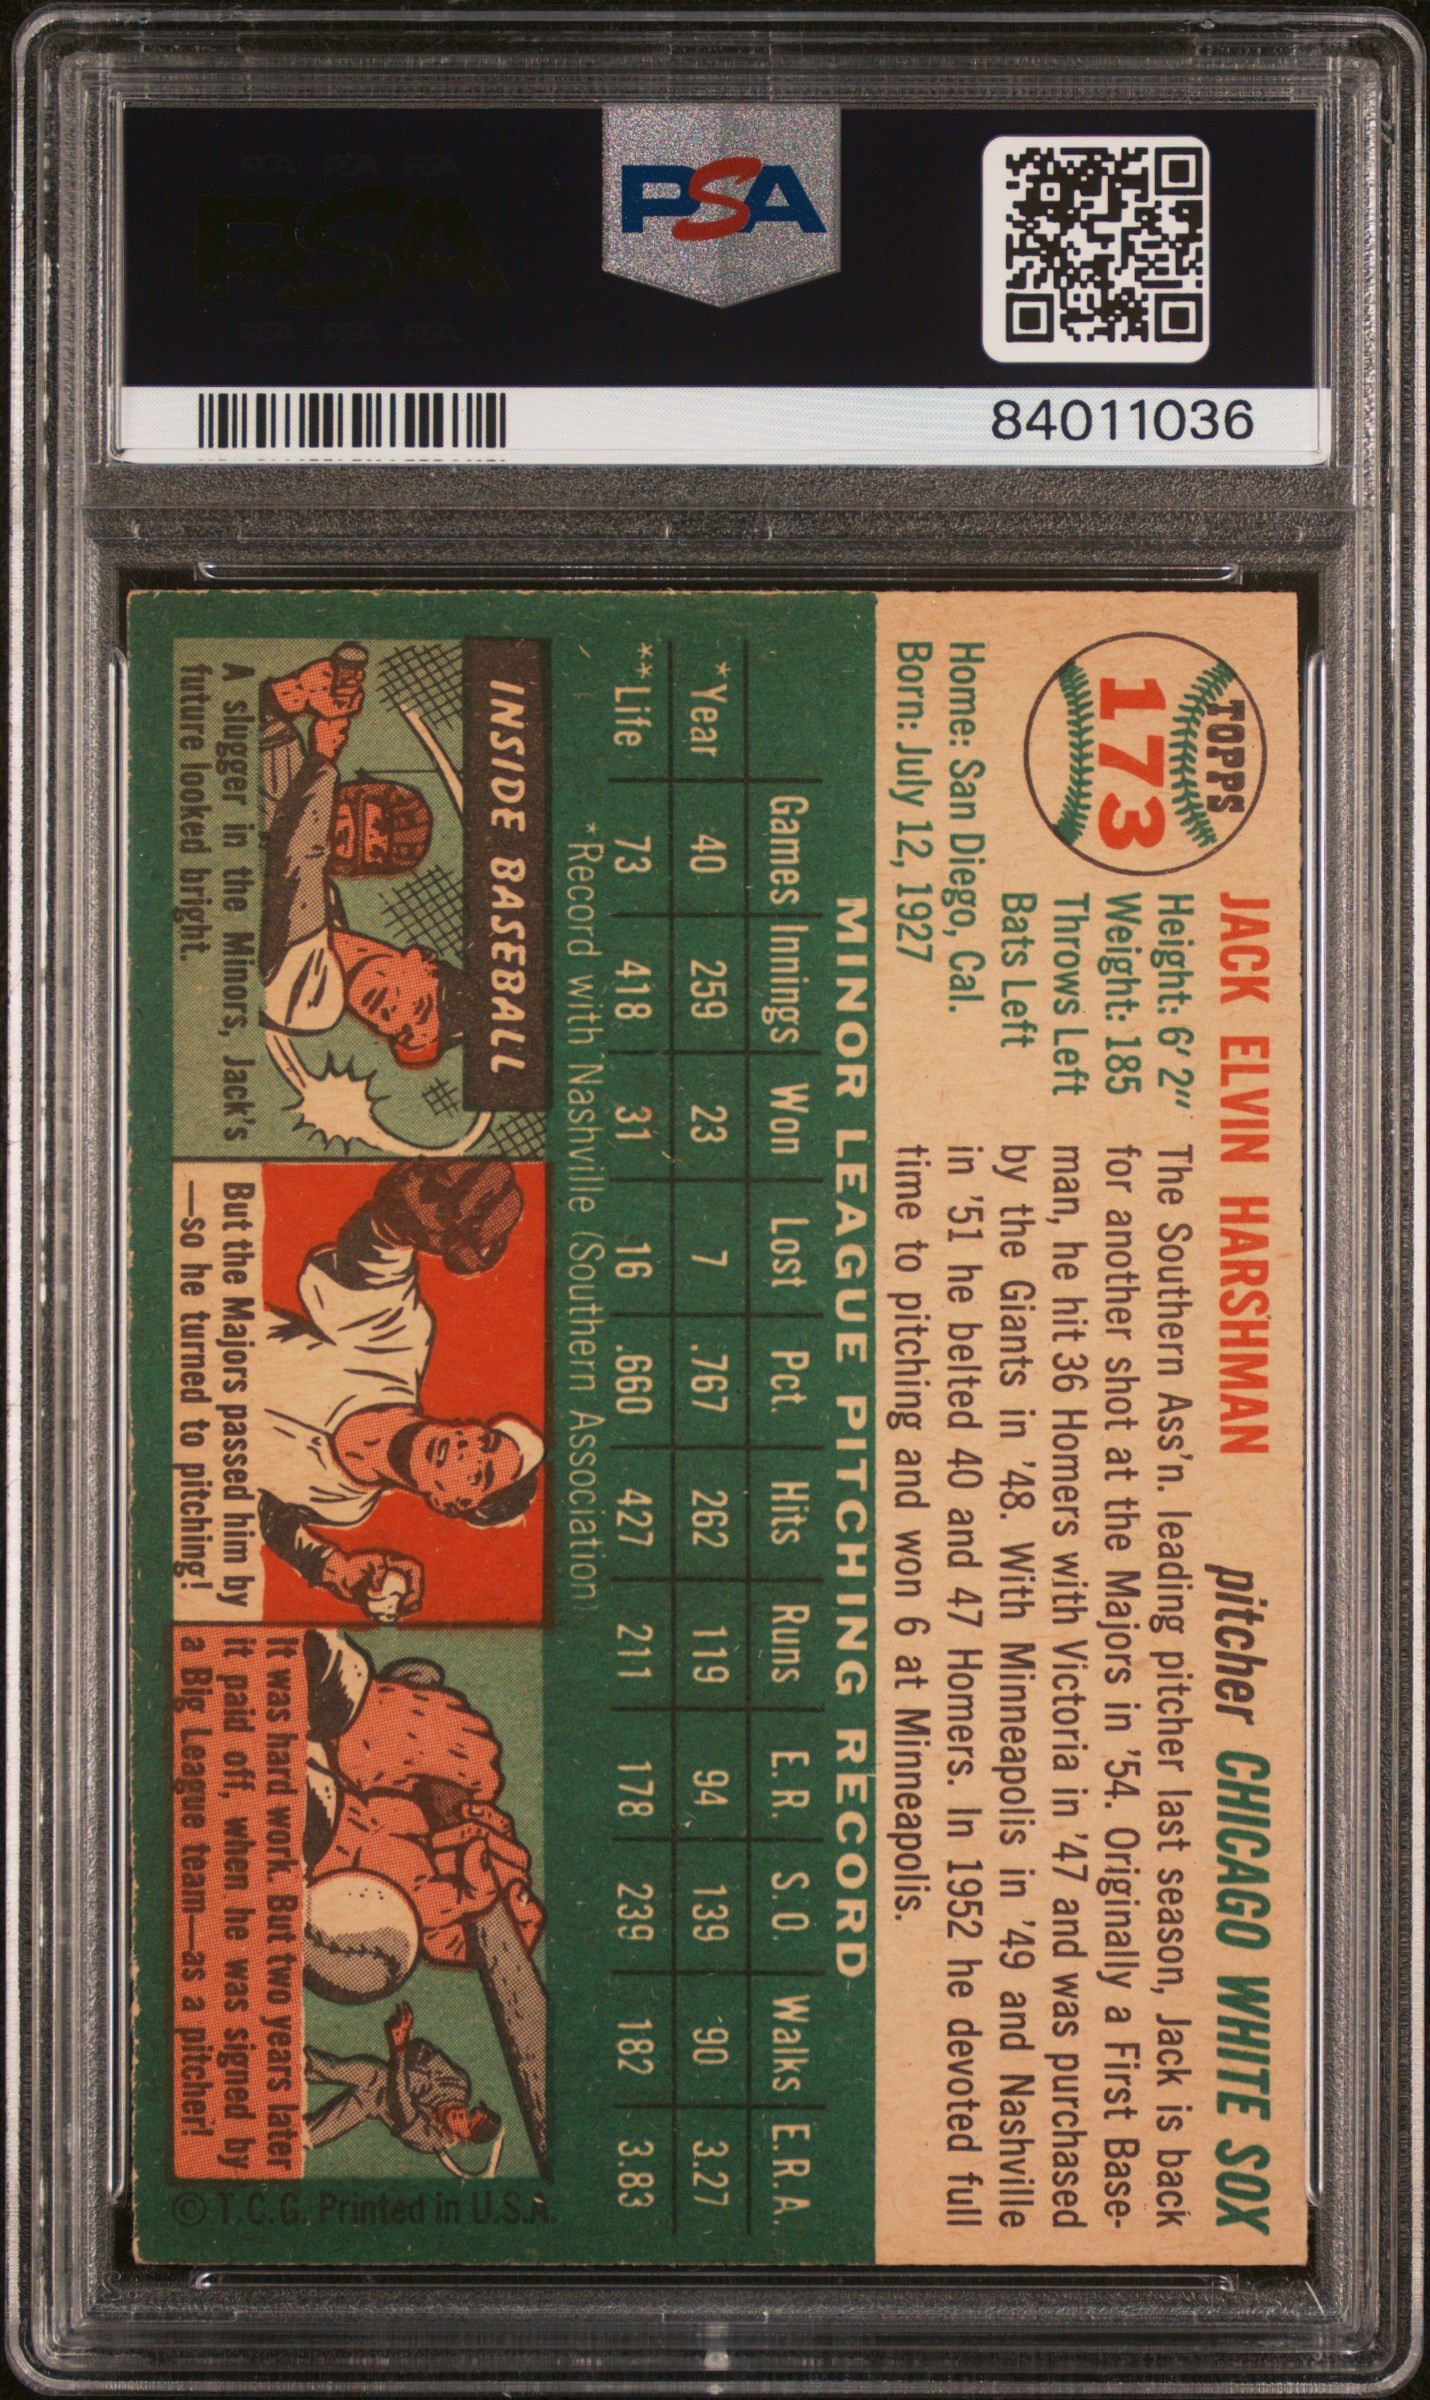 PSA
84011036
TOPPS
173
JACK ELVIN HARSHMAN pitcher CHICAGO WHITE SOX
Height: 6' 2"
Weight: 185
Throws Left
Bats Left
Home: San Diego, Cal.
Born: July 12, 1927
The Southern Ass'n. leading pitcher last season, Jack is back
for another shot at the Majors in '54. Originally a First Base-
man, he hit 36 Homers with Victoria in '47 and was purchased
by the Giants in '48. With Minneapolis in '49 and Nashville
in '51 he belted 40 and 47 Homers. In 1952 he devoted full
time to pitching and won 6 at Minneapolis.
MINOR LEAGUE PITCHING RECORD
Games Innings Won Lost Pct. Hits Runs E.R. S.O. Walks E.R.A.
*Year 40 259 23 7 .767 262 119 94 139 90 3.27
**Life 73 418 31 16 .660 427 211 178 239 182 3.83
*Record with Nashville (Southern Association)
INSIDE BASEBALL
A slugger in the Minors, Jack's
future looked bright.
But the Majors passed him by
—so he turned to pitching!
It was hard work. But two years later
it paid off, when he was signed by
a Big League team—as a pitcher!
© T.C.G. Printed in U.S.A.